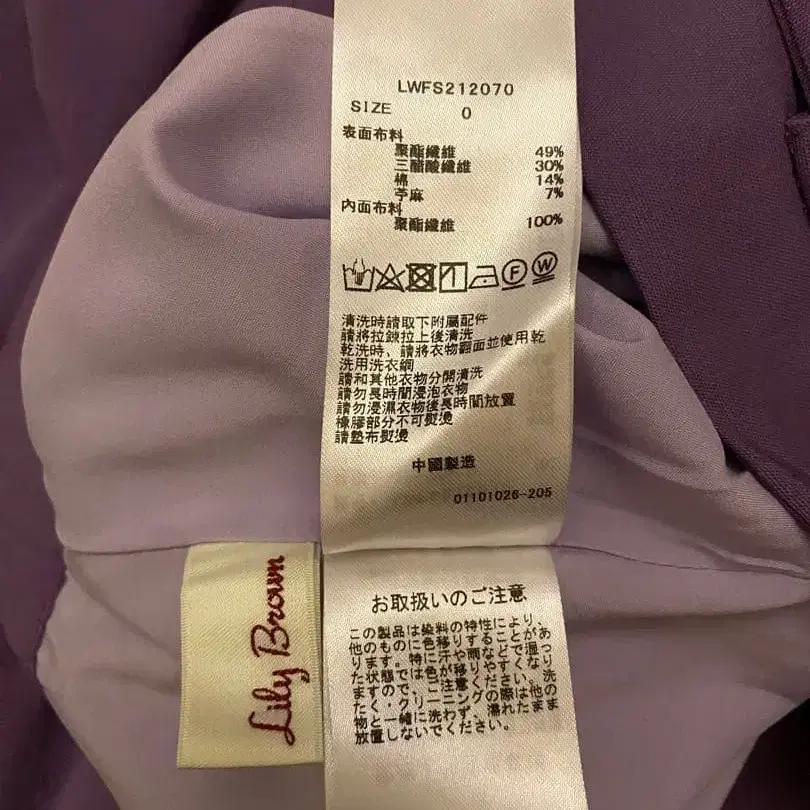 LWFS212070
SIZE 0
表面布料
聚酯纖維 49%
三醋酸纖維 30%
棉 14%
苧麻 7%
內面布料
聚酯纖維 100%
F
W
清洗時請取下附屬配件
請將拉鍊拉上後清洗
乾洗時、請將衣物翻面並使用乾
洗用洗衣網
請和其他衣物分開清洗
請勿長時間浸泡衣物
請勿浸濕衣物後長時間放置
橡膠部分不可熨燙
請墊布熨燙
中國製造
01101026-205
Lily Brown
お取扱いのご注意
この製品は染料の特性により、
他のものに色移りすることがあ
ります。特に汗や雨などで湿っ
た状態では色が移りやすくなり
ますので、ご注意ください。洗
たく・クリーニングの際は他の
物と一緒に洗わず、濡れたまま
放置しないでください。